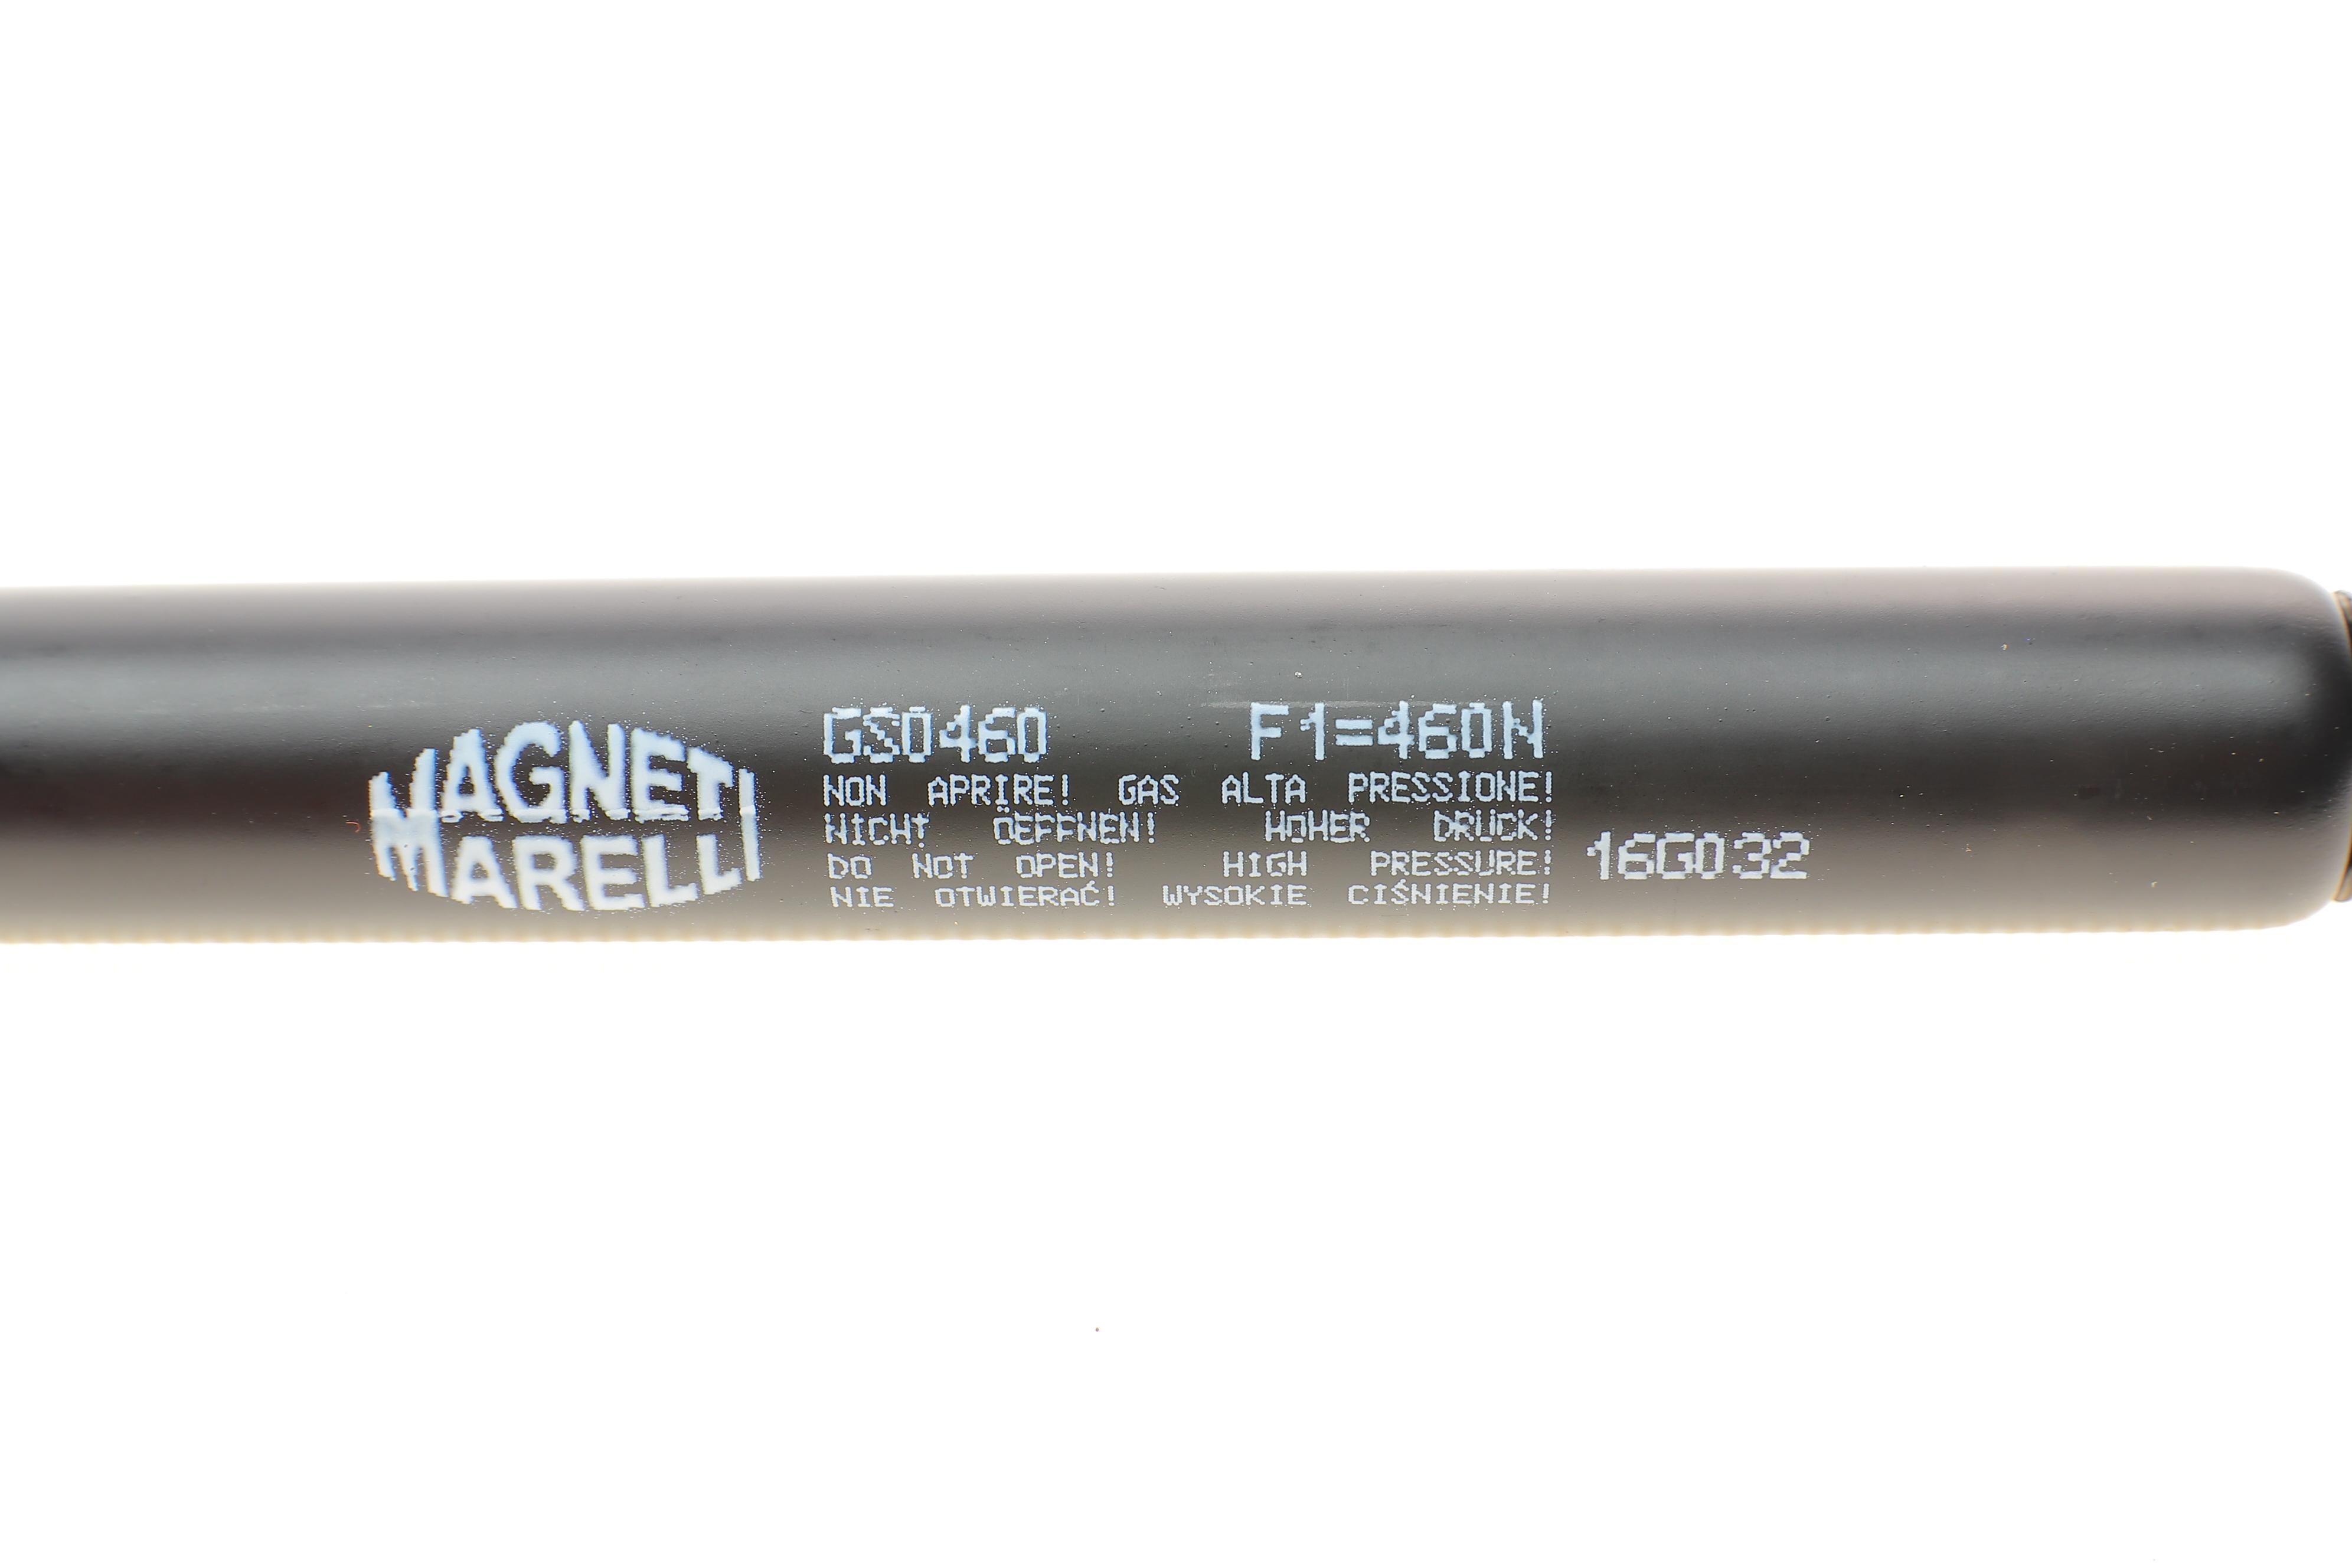 MAGNETI
MARELLI
GS0460 F1=460N
NON APRIRE! GAS ALTA PRESSIONE!
NICHT ÖEFFNEN! HOHER DRUCK!
DO NOT OPEN! HIGH PRESSURE!
NIE OTWIERAĆ! WYSOKIE CIŚNIENIE!
16G032